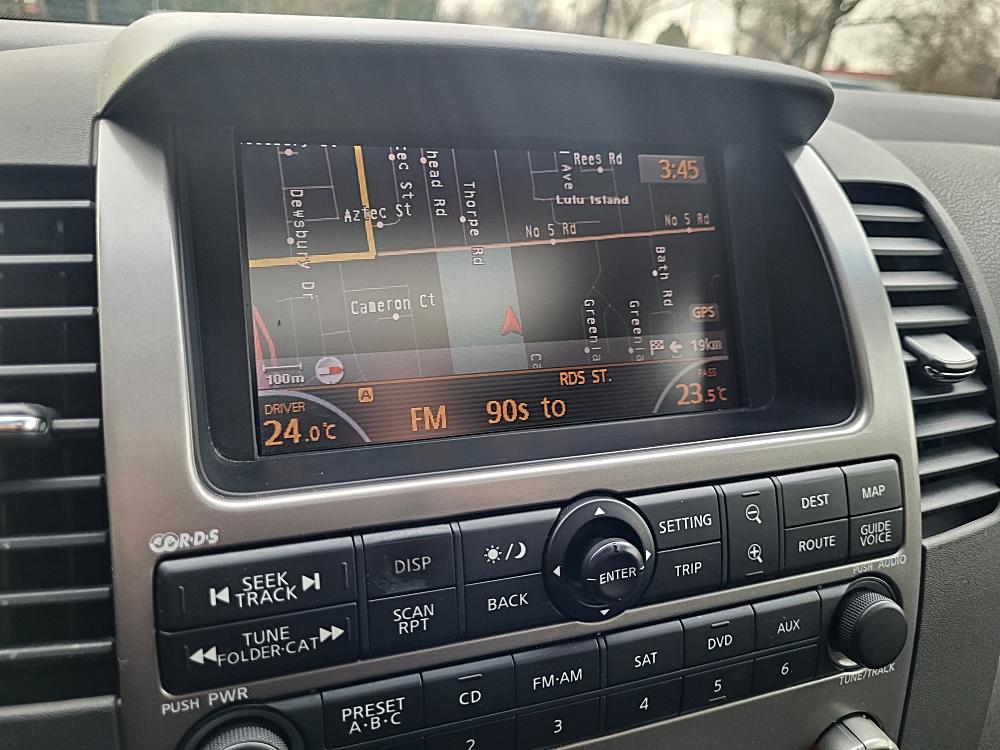 Rees Rd
3:45
Aztec St
ec St
head Rd
Thorpe Rd
Dewsbury Dr
Lulu Island
I Ave
No 5 Rd
No 5 Rd
Bath Rd
Cameron Ct
Greenla
Greenla
GPS
19km
100m
A
RDS ST.
DRIVER
24.0°C
FM
90s to
PASS
23.5°C
R·D·S
SEEK
TRACK
DISP
BACK
ENTER
SETTING
TRIP
DEST
MAP
ROUTE
GUIDE
VOICE
TUNE
FOLDER·CAT
SCAN
RPT
PUSH AUDIO
PUSH PWR
PRESET
A·B·C
CD
FM·AM
SAT
DVD
AUX
2
3
4
5
6
TUNE/TRACK